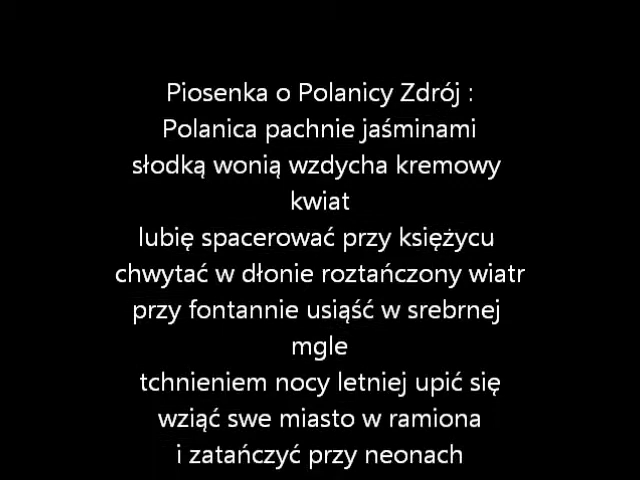 Piosenka o Polanicy Zdrój :
Polanica pachnie jaśminami
słodką wonią wzdycha kremowy
kwiat
lubię spacerować przy księżycu
chwytać w dłonie roztańczony wiatr
przy fontannie usiąść w srebrnej
mgle
tchnieniem nocy letniej upić się
wziąć swe miasto w ramiona
i zatańczyć przy neonach